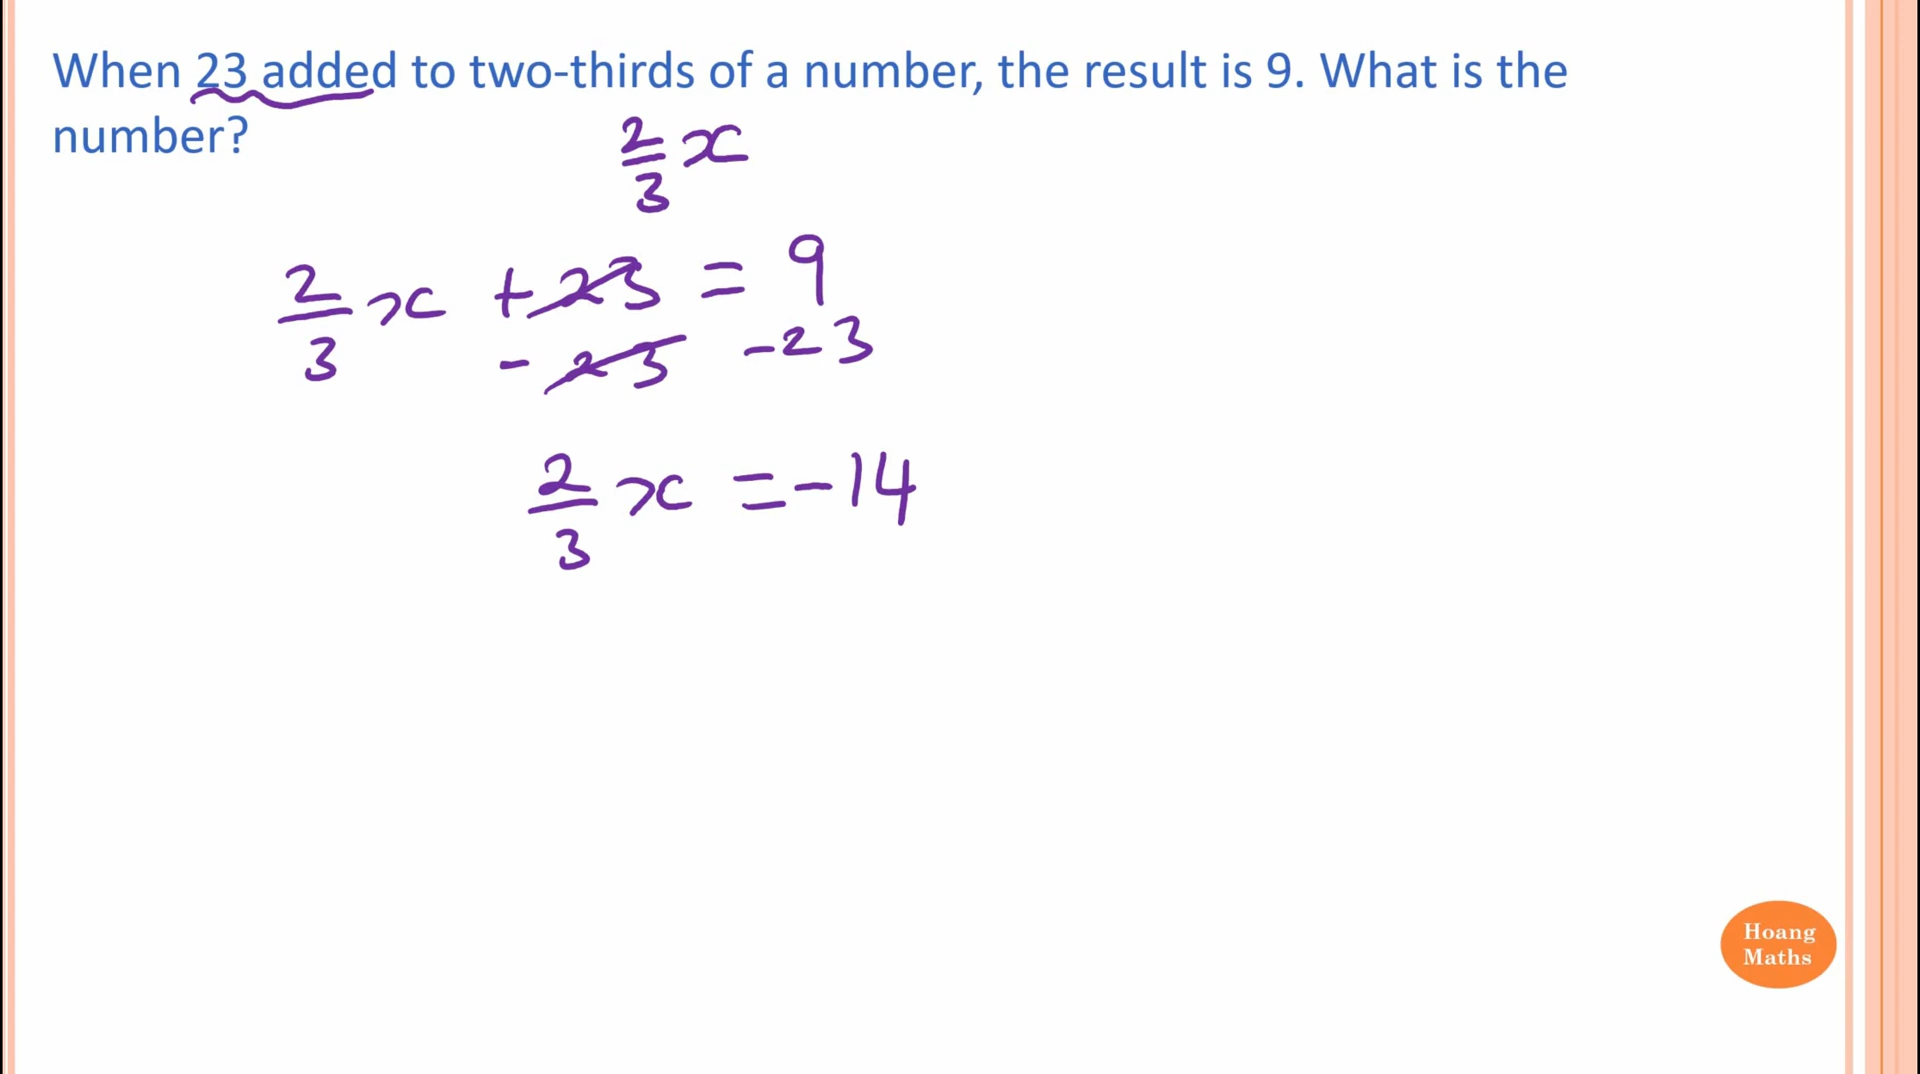 When 23 added to two-thirds of a number, the result is 9. What is the
number?
2/3 x
2/3 x + 23 = 9
- 23 -23
2/3 x = -14
Hoang
Maths